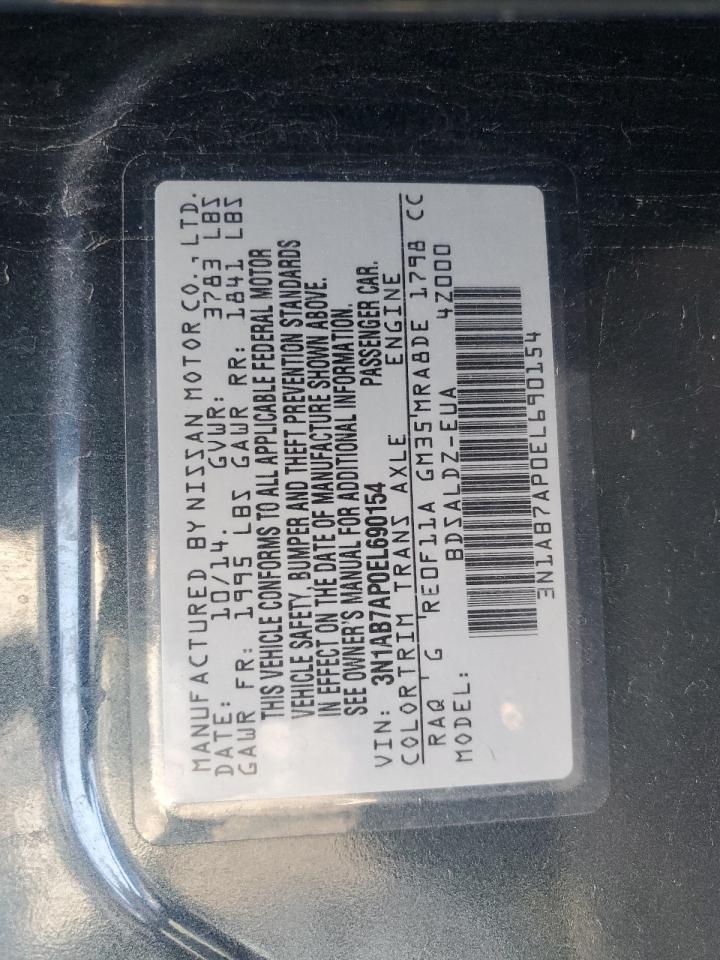 MANUFACTURED BY NISSAN MOTOR CO., LTD.
DATE: 10/14. GVWR: 3783 LBS
GAWR FR: 1995 LBS GAWR RR: 1841 LBS
THIS VEHICLE CONFORMS TO ALL APPLICABLE FEDERAL MOTOR
VEHICLE SAFETY, BUMPER AND THEFT PREVENTION STANDARDS
IN EFFECT ON THE DATE OF MANUFACTURE SHOWN ABOVE.
SEE OWNER'S MANUAL FOR ADDITIONAL INFORMATION.
VIN: 3N1AB7AP0EL690154 PASSENGER CAR.
COLOR TRIM TRANS AXLE ENGINE
RAQ G RE0F11A GM35 MRA8DE 1798 CC
MODEL: BDSALDZ-EUA 4Z000
3N1AB7AP0EL690154